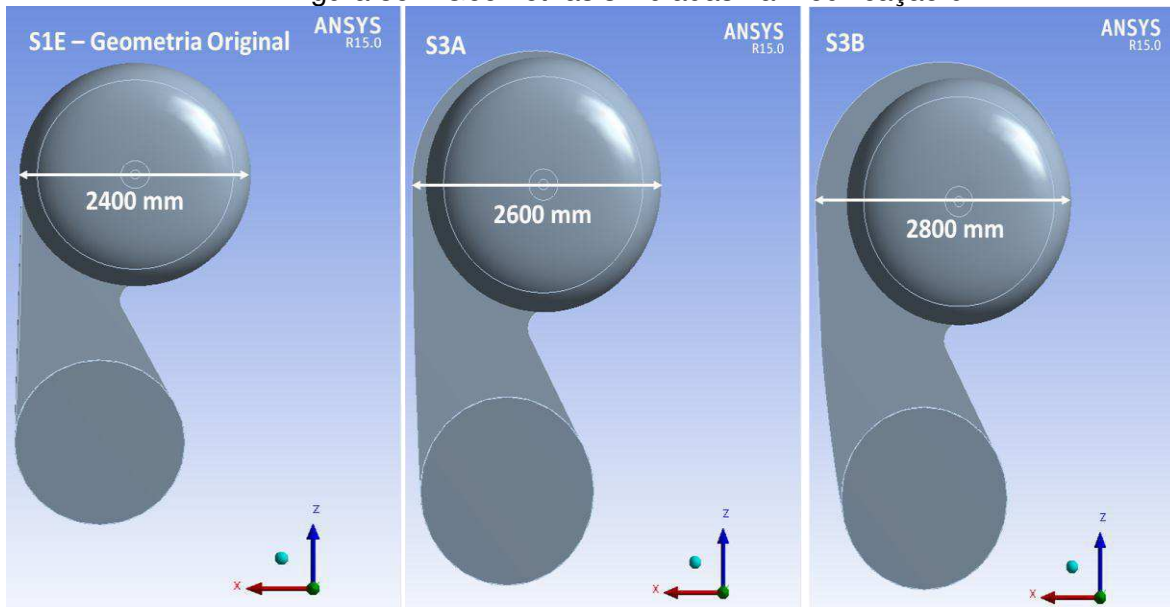 S1E – Geometria Original
ANSYS
R15.0
2400 mm
Z
X
S3A
ANSYS
R15.0
2600 mm
Z
X
S3B
ANSYS
R15.0
2800 mm
Z
X